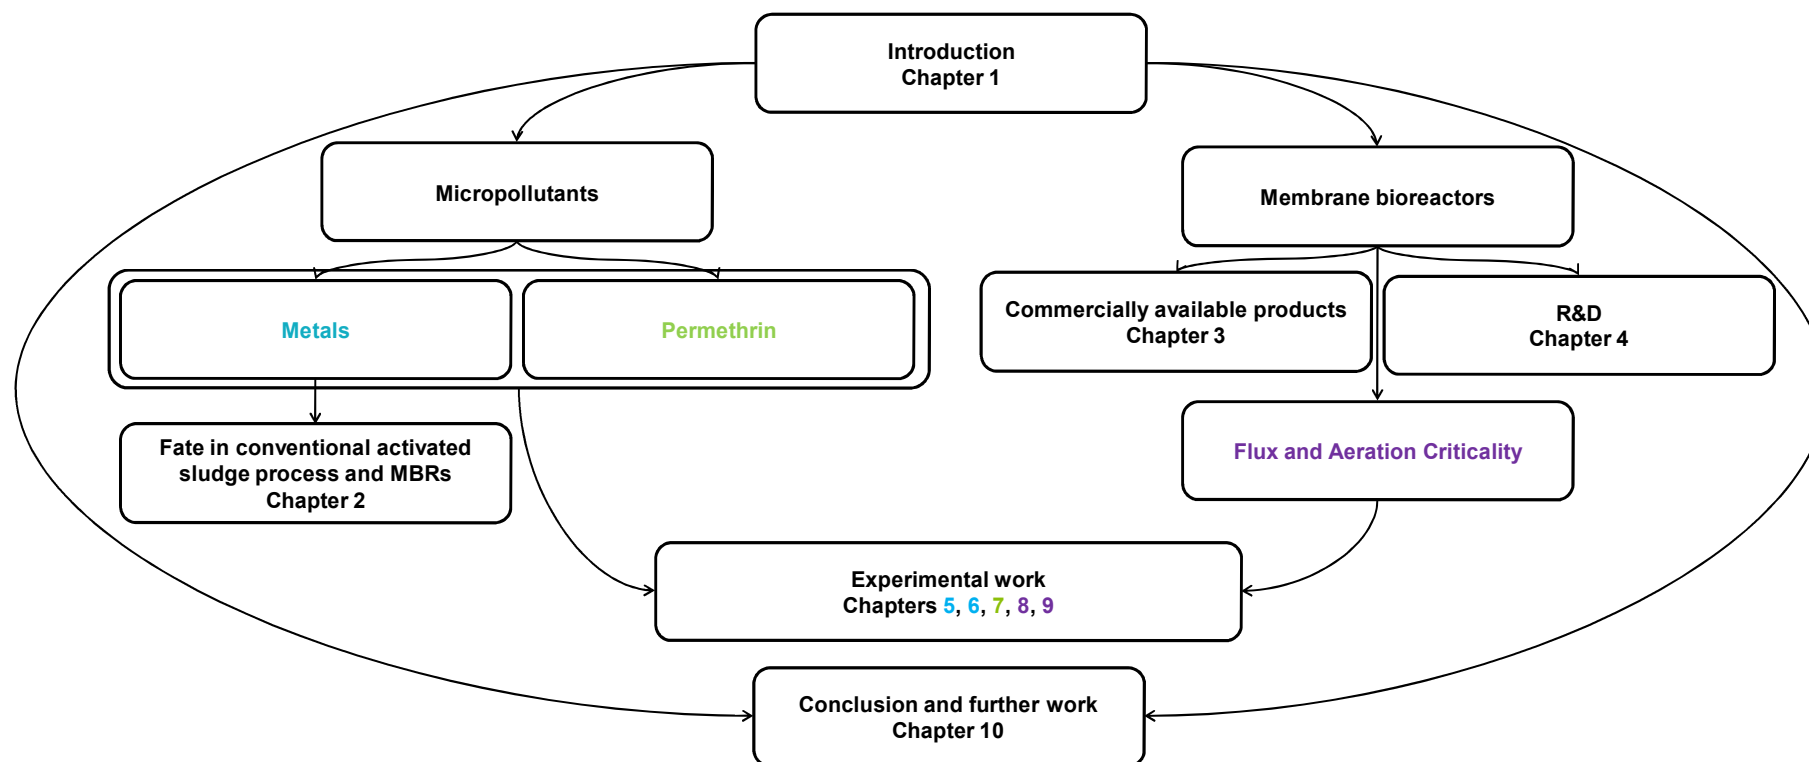 Introduction
Chapter 1
Micropollutants
Membrane bioreactors
Metals
Permethrin
Commercially available products
Chapter 3
R&D
Chapter 4
Fate in conventional activated
sludge process and MBRs
Chapter 2
Flux and Aeration Criticality
Experimental work
Chapters 5, 6, 7, 8, 9
Conclusion and further work
Chapter 10